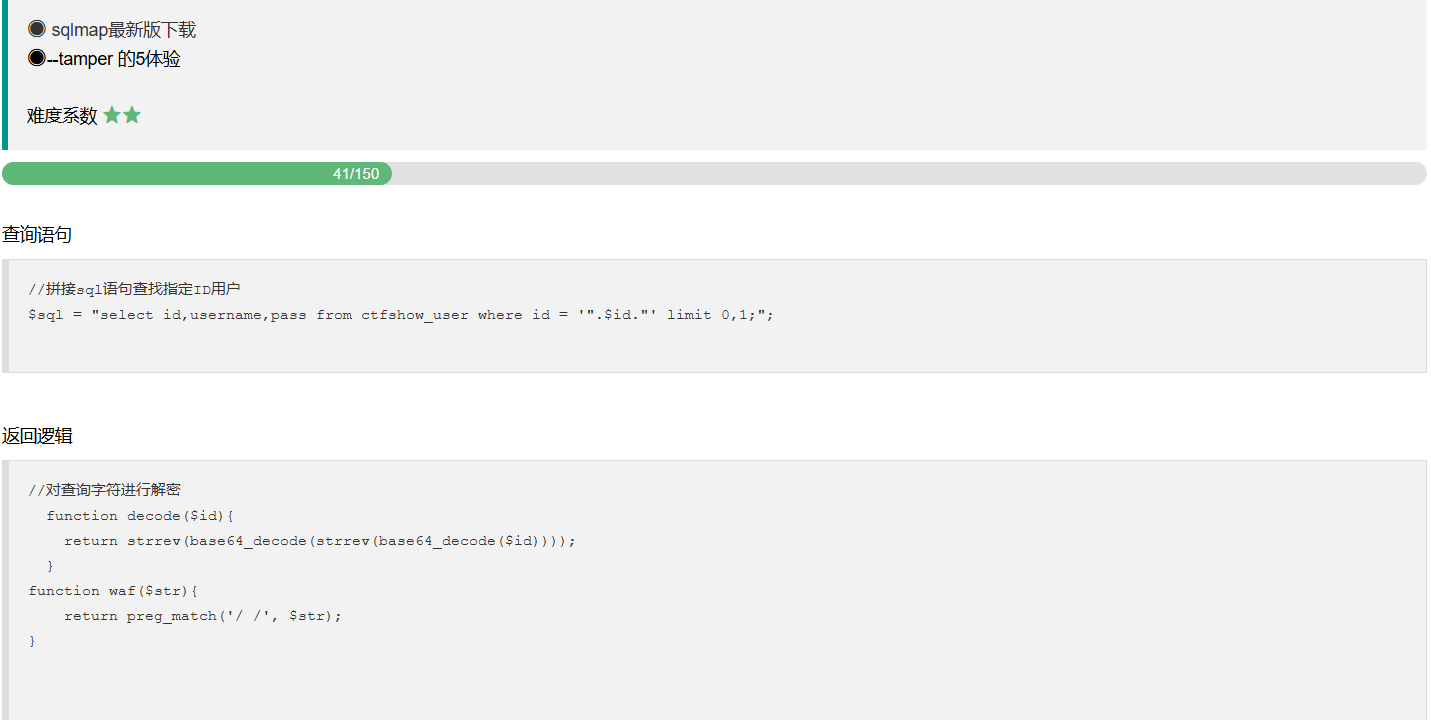 ◉ sqlmap最新版下载
◉--tamper 的5体验
难度系数 ★★
41/150
查询语句
//拼接sql语句查找指定ID用户
$sql = "select id,username,pass from ctfshow_user where id = '".$id."' limit 0,1;";
返回逻辑
//对查询字符进行解密
function decode($id){
return strrev(base64_decode(strrev(base64_decode($id))));
}
function waf($str){
return preg_match('/ /', $str);
}